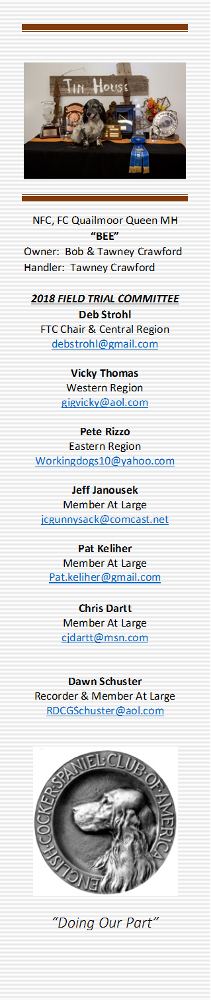 TIN HOUSE
NFC, FC Quailmoor Queen MH
“BEE”
Owner:  Bob & Tawney Crawford
Handler:  Tawney Crawford
2018 FIELD TRIAL COMMITTEE
Deb Strohl
FTC Chair & Central Region
debstrohl@gmail.com
Vicky Thomas
Western Region
gigvicky@aol.com
Pete Rizzo
Eastern Region
Workingdogs10@yahoo.com
Jeff Janousek
Member At Large
jcgunnysack@comcast.net
Pat Keliher
Member At Large
Pat.keliher@gmail.com
Chris Dartt
Member At Large
cjdartt@msn.com
Dawn Schuster
Recorder & Member At Large
RDCGSchuster@aol.com
ENGLISH·COCKER·SPANIEL·CLUB·OF·AMERICA
“Doing Our Part”